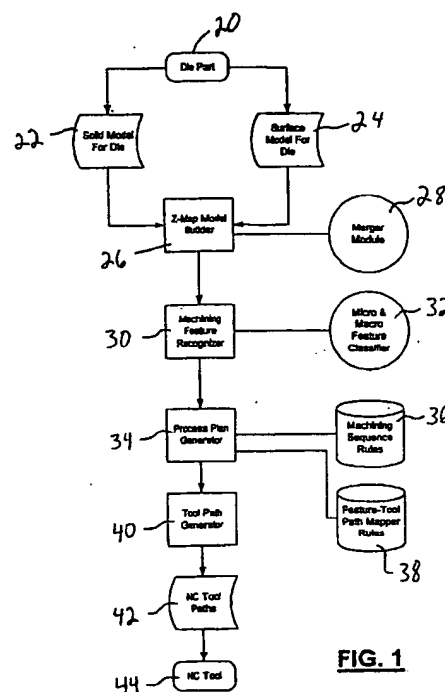 20
Die Part
22
Solid Model
For Die
Surface
Model For
Die
24
Z-Map Model
Builder
26
28
Merger
Module
30
Machining
Feature
Recognizer
32
Micro &
Macro
Feature
Classifier
34
Process Plan
Generator
36
Machining
Sequence
Rules
40
Tool Path
Generator
Feature-Tool
Path Mapper
Rules
38
42
NC Tool
Paths
44
NC Tool
FIG. 1